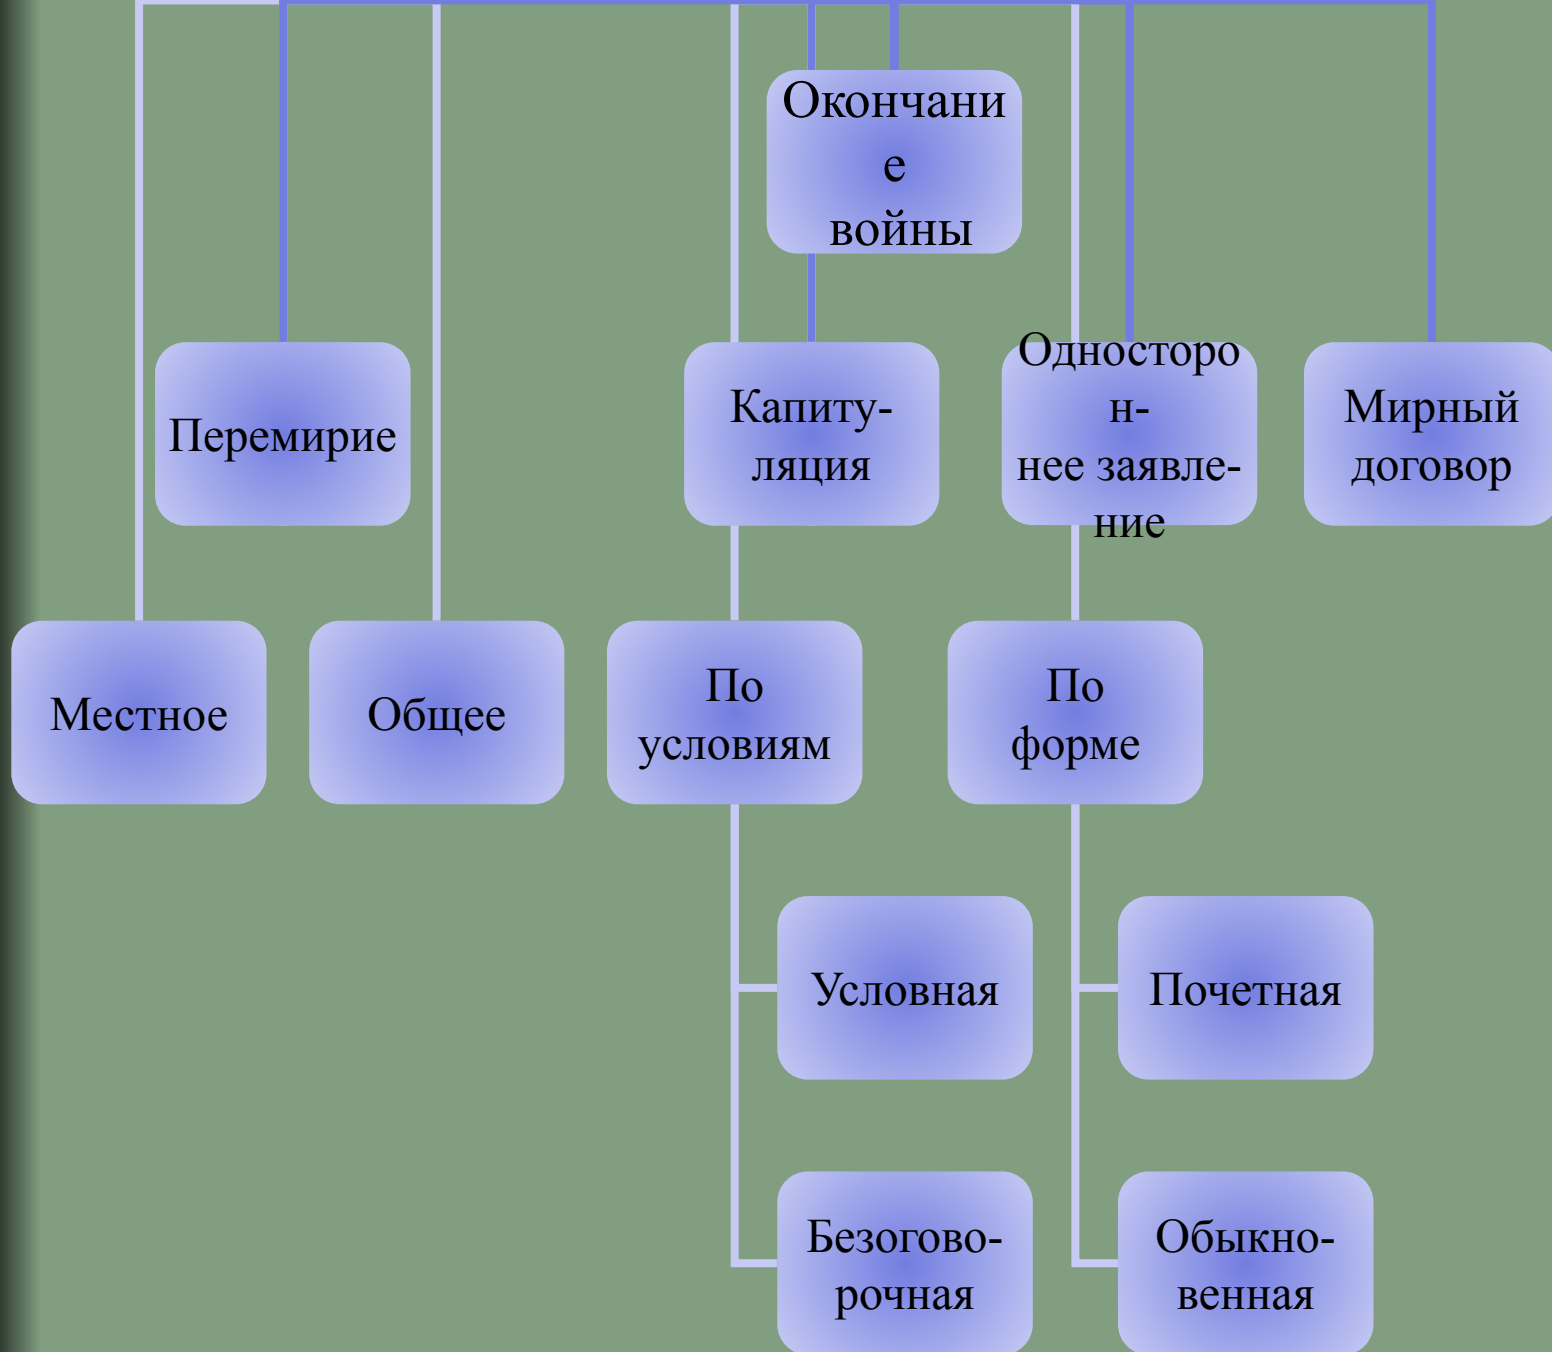 Окончани
е
войны
Перемирие
Капиту-
ляция
Односторо
н-
нее заявле-
ние
Мирный
договор
Местное
Общее
По
условиям
По
форме
Условная
Почетная
Безогово-
рочная
Обыкно-
венная